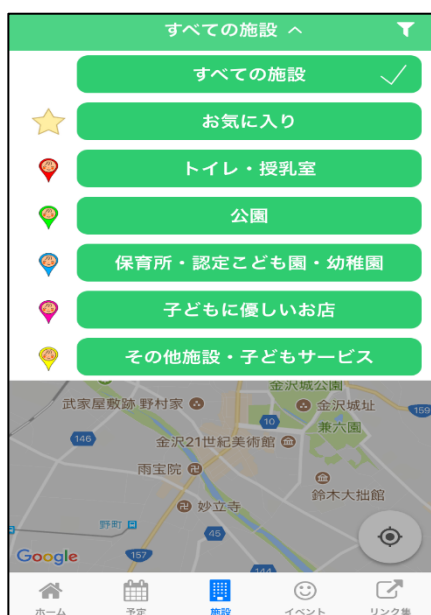 すべての施設
すべての施設
お気に入り
トイレ・授乳室
公園
保育所・認定こども園・幼稚園
子どもに優しいお店
その他施設・子どもサービス
金沢城公園
武家屋敷跡 野村家
金沢城址
159
10
兼六園
146
金沢21世紀美術館
雨宝院
鈴木大拙館
妙立寺
野町
45
Google
157
144
ホーム
予定
施設
イベント
リンク集